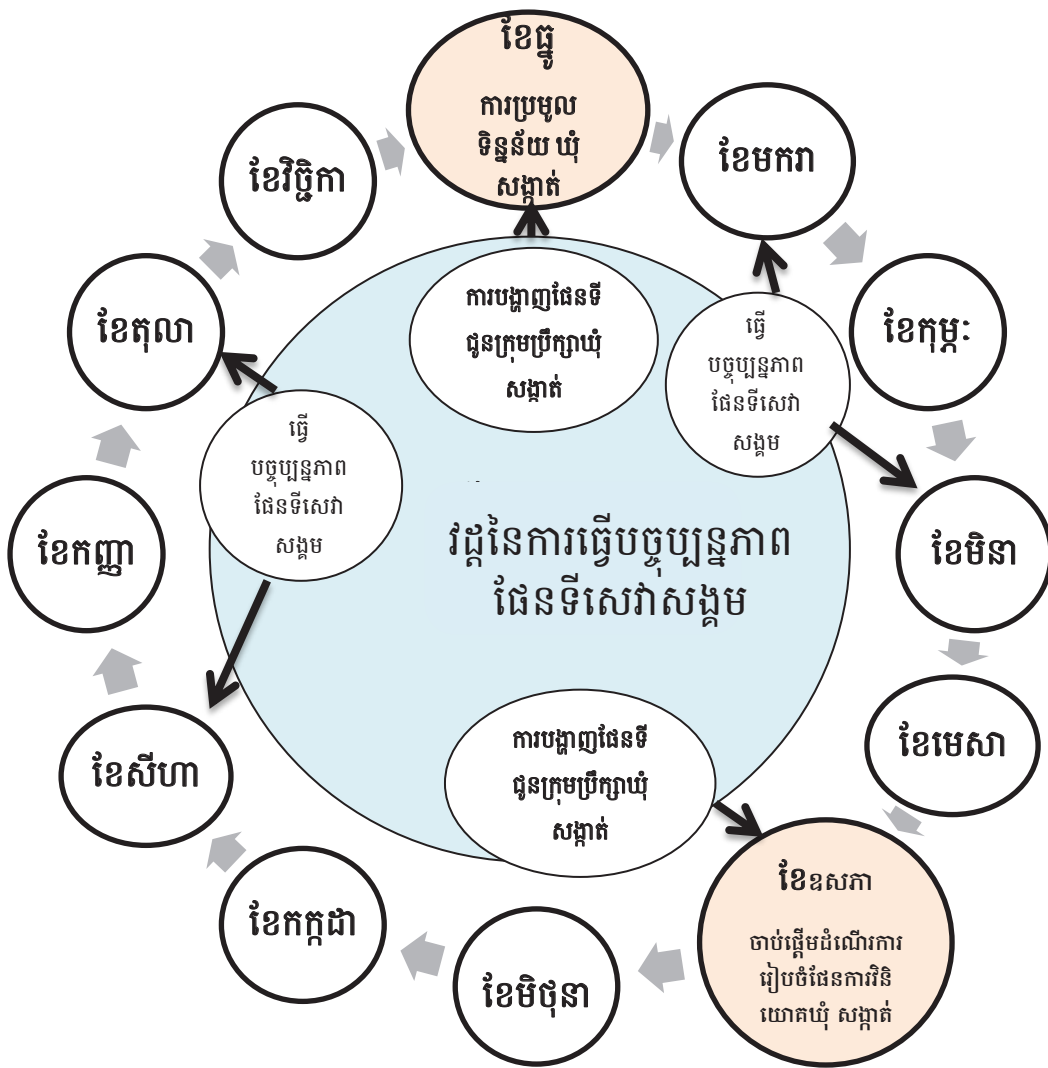 ខែធ្នូ
ការប្រមូល
ទិន្នន័យ ឃុំ
សង្កាត់
ខែមករា
ខែកុម្ភៈ
ខែមិនា
ខែមេសា
ខែឧសភា
ចាប់ផ្តើមដំណើរការ
រៀបចំផែនការវិនិ
យោគឃុំ សង្កាត់
ខែមិថុនា
ខែកក្កដា
ខែសីហា
ខែកញ្ញា
ខែតុលា
ខែវិច្ឆិកា
ការបង្ហាញផែនទី
ជូនក្រុមប្រឹក្សាឃុំ
សង្កាត់
ធ្វើ
បច្ចុប្បន្នភាព
ផែនទីសេវា
សង្គម
ធ្វើ
បច្ចុប្បន្នភាព
ផែនទីសេវា
សង្គម
វដ្តនៃការធ្វើបច្ចុប្បន្នភាព
ផែនទីសេវាសង្គម
ការបង្ហាញផែនទី
ជូនក្រុមប្រឹក្សាឃុំ
សង្កាត់